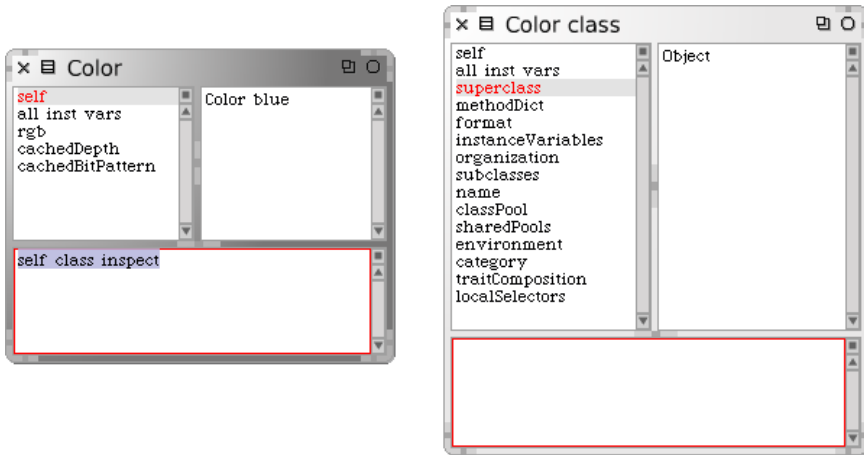 Color
self
all inst vars
rgb
cachedDepth
cachedBitPattern
Color blue
self class inspect
Color class
self
all inst vars
superclass
methodDict
format
instanceVariables
organization
subclasses
name
classPool
sharedPools
environment
category
traitComposition
localSelectors
Object